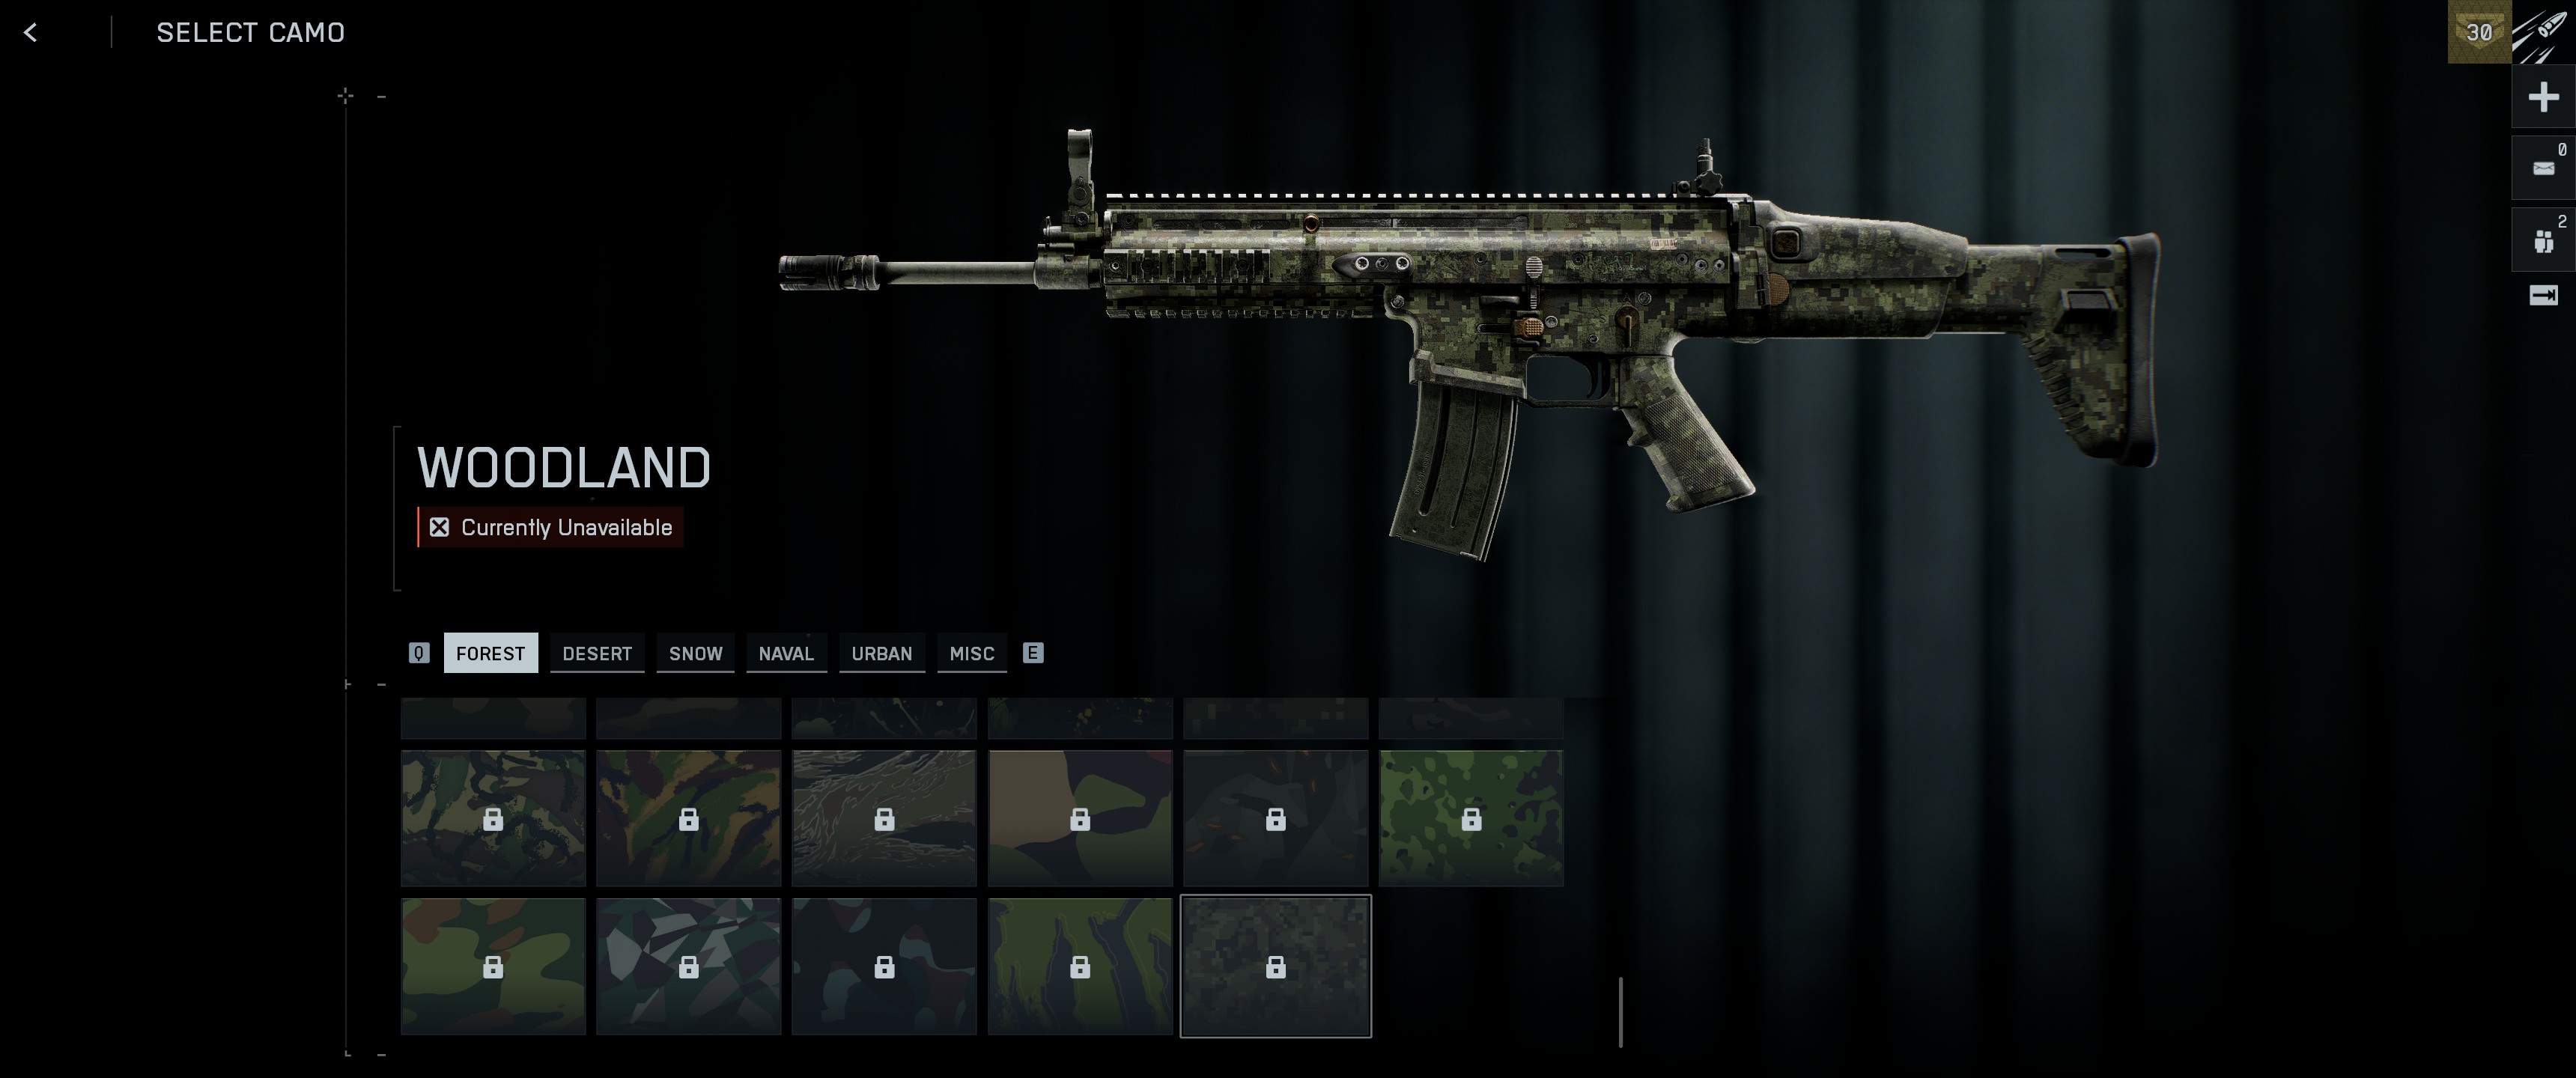 SELECT CAMO
30
0
2
WOODLAND
Currently Unavailable
Q FOREST DESERT SNOW NAVAL URBAN MISC E